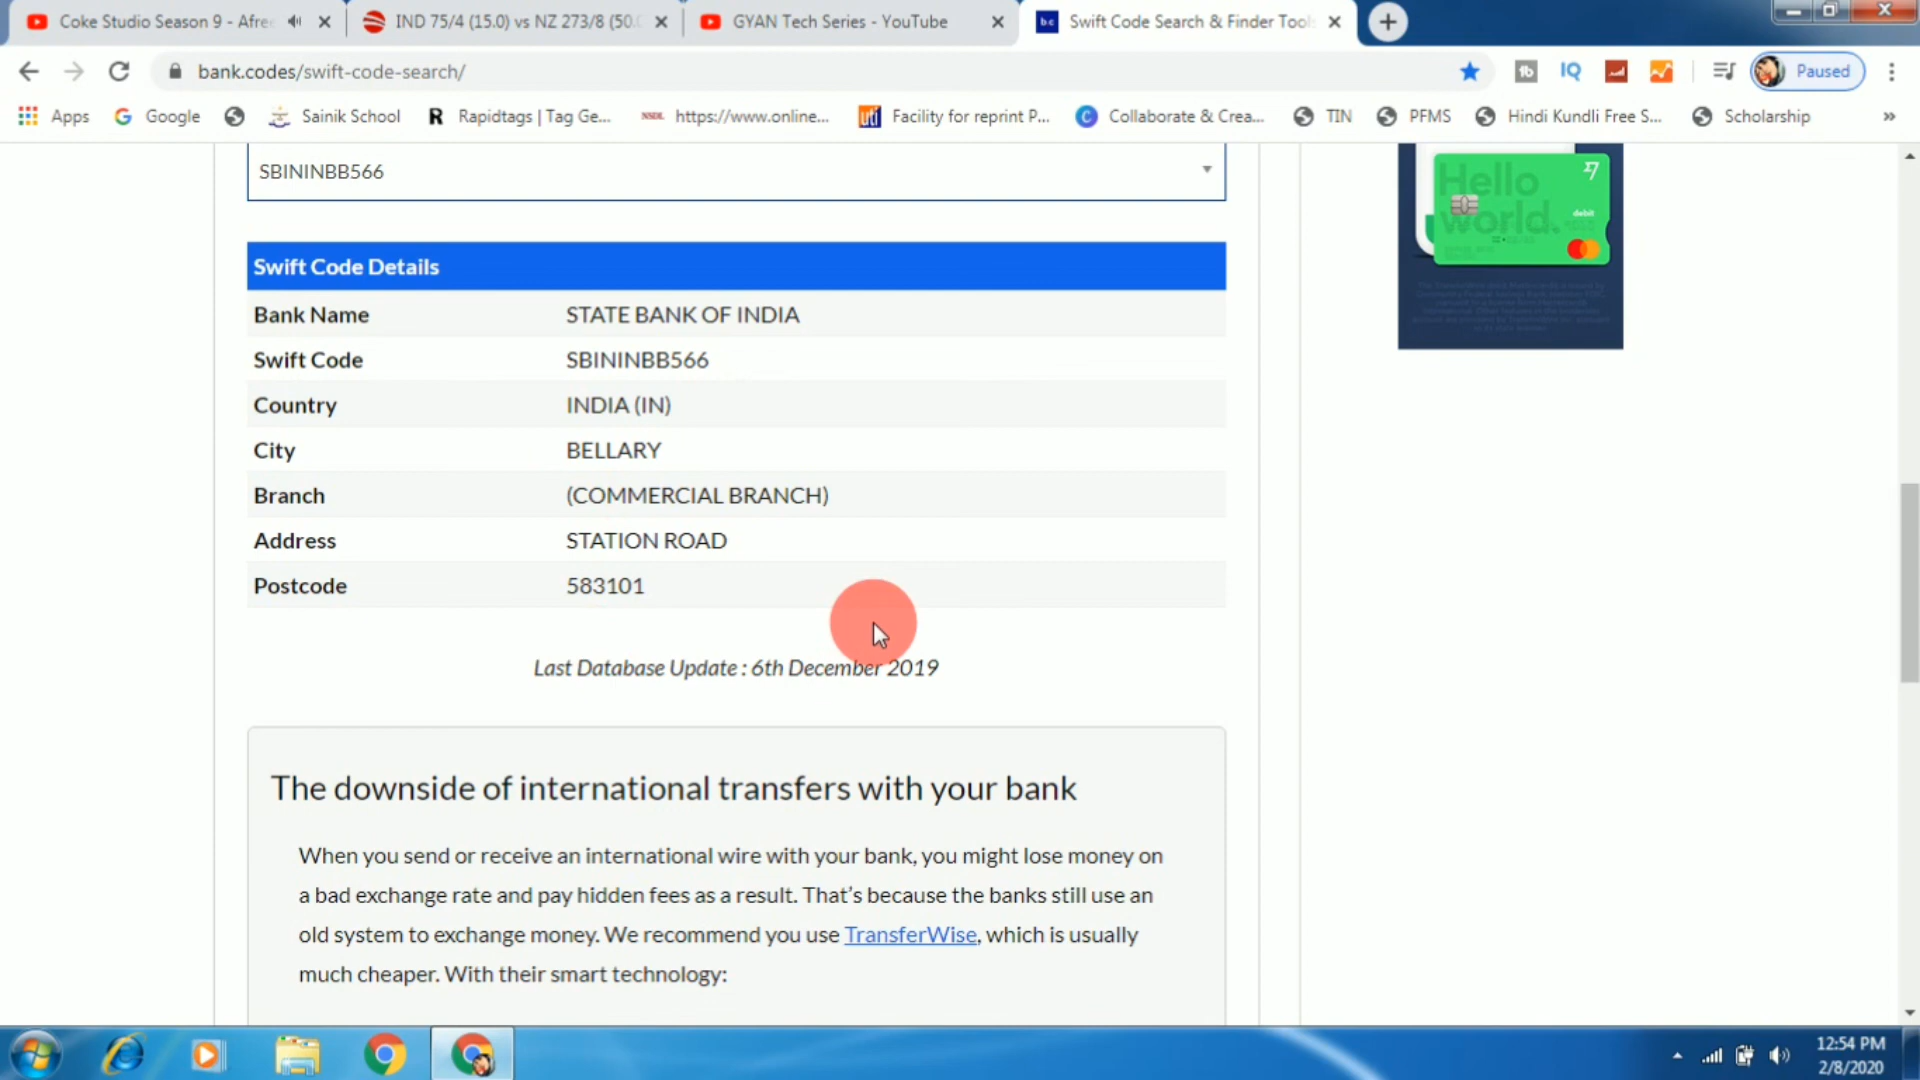 Coke Studio Season 9 - Afre
IND 75/4 (15.0) vs NZ 273/8 (50.
GYAN Tech Series - YouTube
Swift Code Search & Finder Tool
bank.codes/swift-code-search/
Paused
Apps
Google
Sainik School
Rapidtags | Tag Ge...
https://www.online...
Facility for reprint P...
Collaborate & Crea...
TIN
PFMS
Hindi Kundli Free S...
Scholarship
»
SBININBB566
Hello
world.
debit
Swift Code Details
Bank Name STATE BANK OF INDIA
Swift Code SBININBB566
Country INDIA (IN)
City BELLARY
Branch (COMMERCIAL BRANCH)
Address STATION ROAD
Postcode 583101
Last Database Update : 6th December 2019
The downside of international transfers with your bank
When you send or receive an international wire with your bank, you might lose money on
a bad exchange rate and pay hidden fees as a result. That's because the banks still use an
old system to exchange money. We recommend you use TransferWise, which is usually
much cheaper. With their smart technology:
12:54 PM
2/8/2020